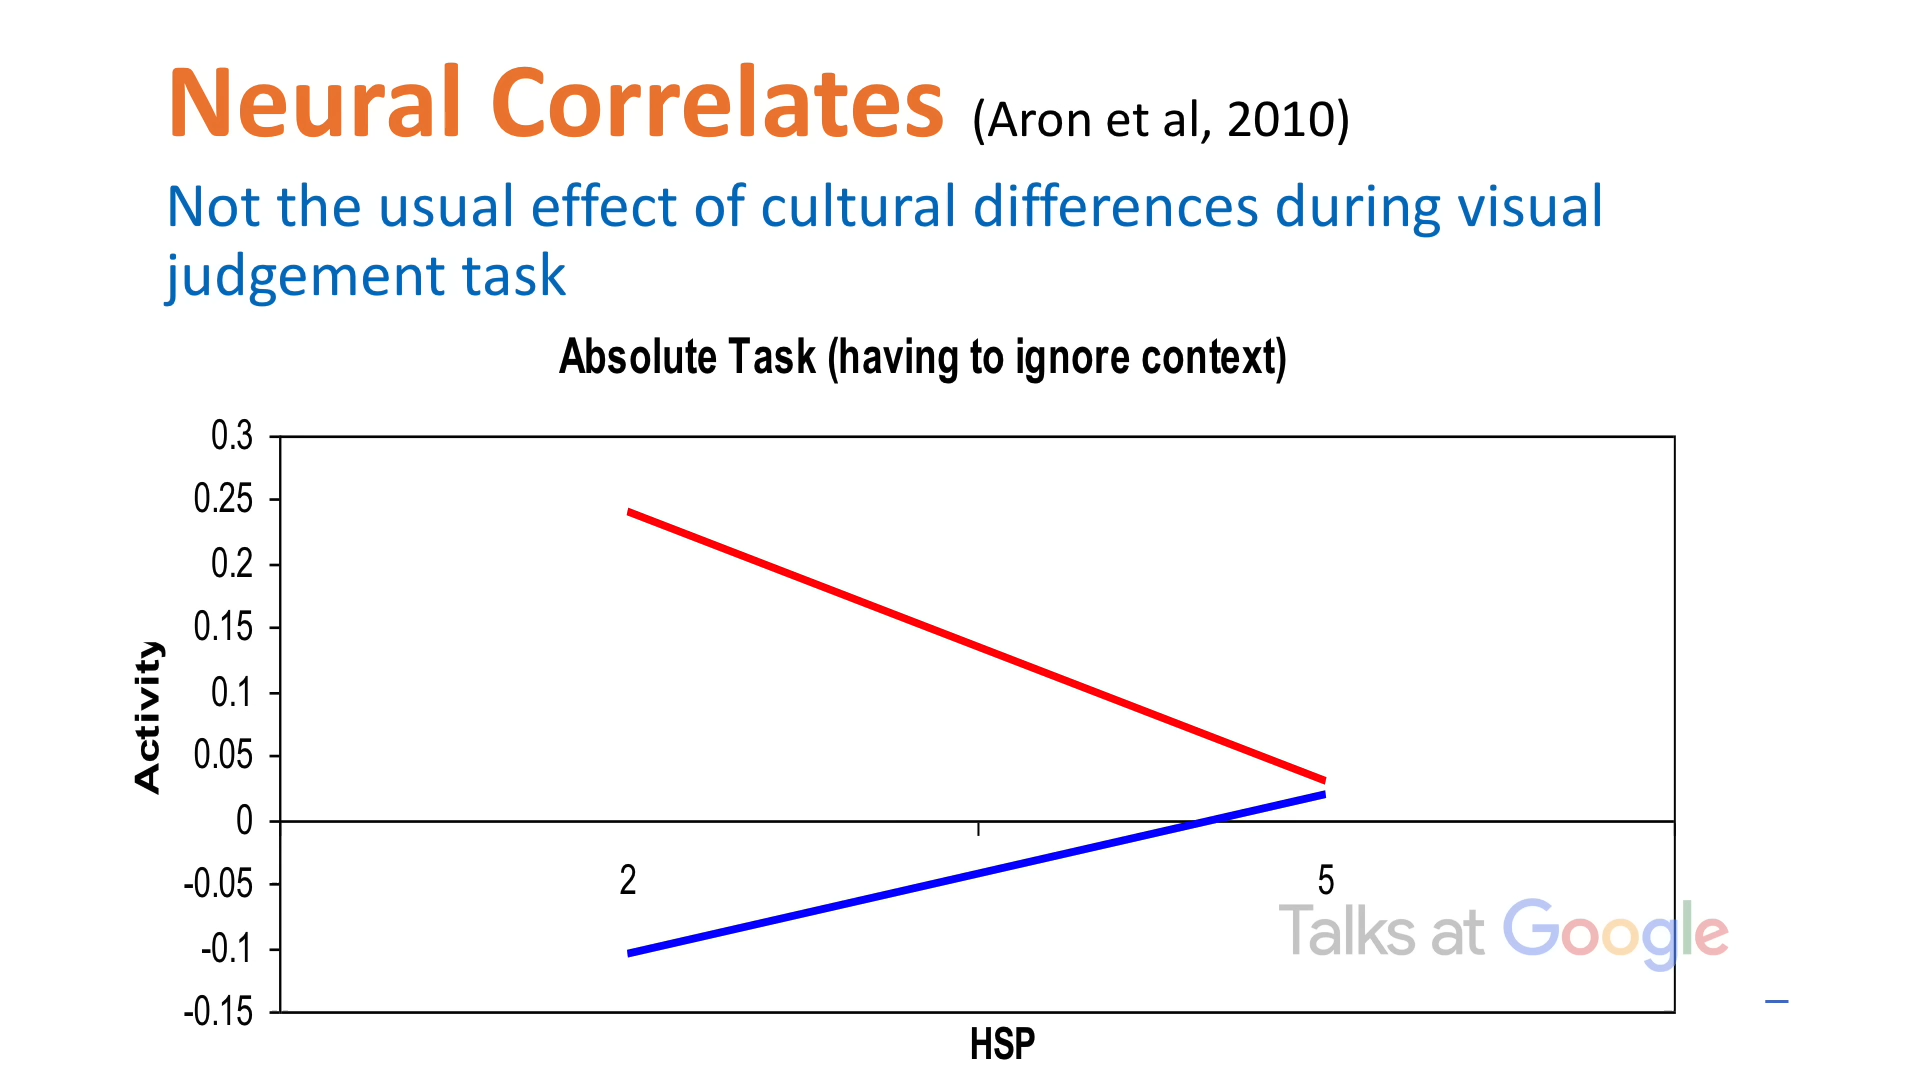 Neural Correlates (Aron et al, 2010)
Not the usual effect of cultural differences during visual
judgement task
Absolute Task (having to ignore context)
0.3
0.25
0.2
0.15
0.1
0.05
0
-0.05
-0.1
-0.15
Activity
2
5
Talks at Google
HSP